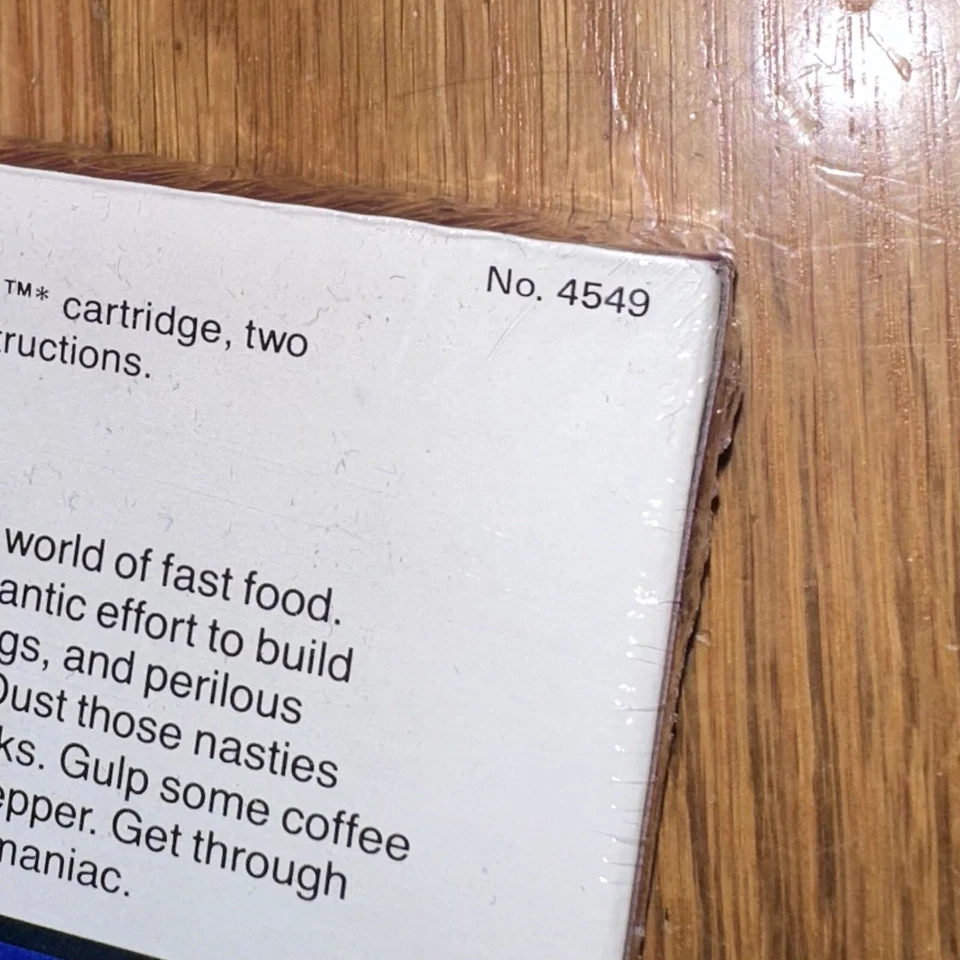 No. 4549
™* cartridge, two
tructions.
world of fast food.
antic effort to build
gs, and perilous
Dust those nasties
ks. Gulp some coffee
epper. Get through
maniac.